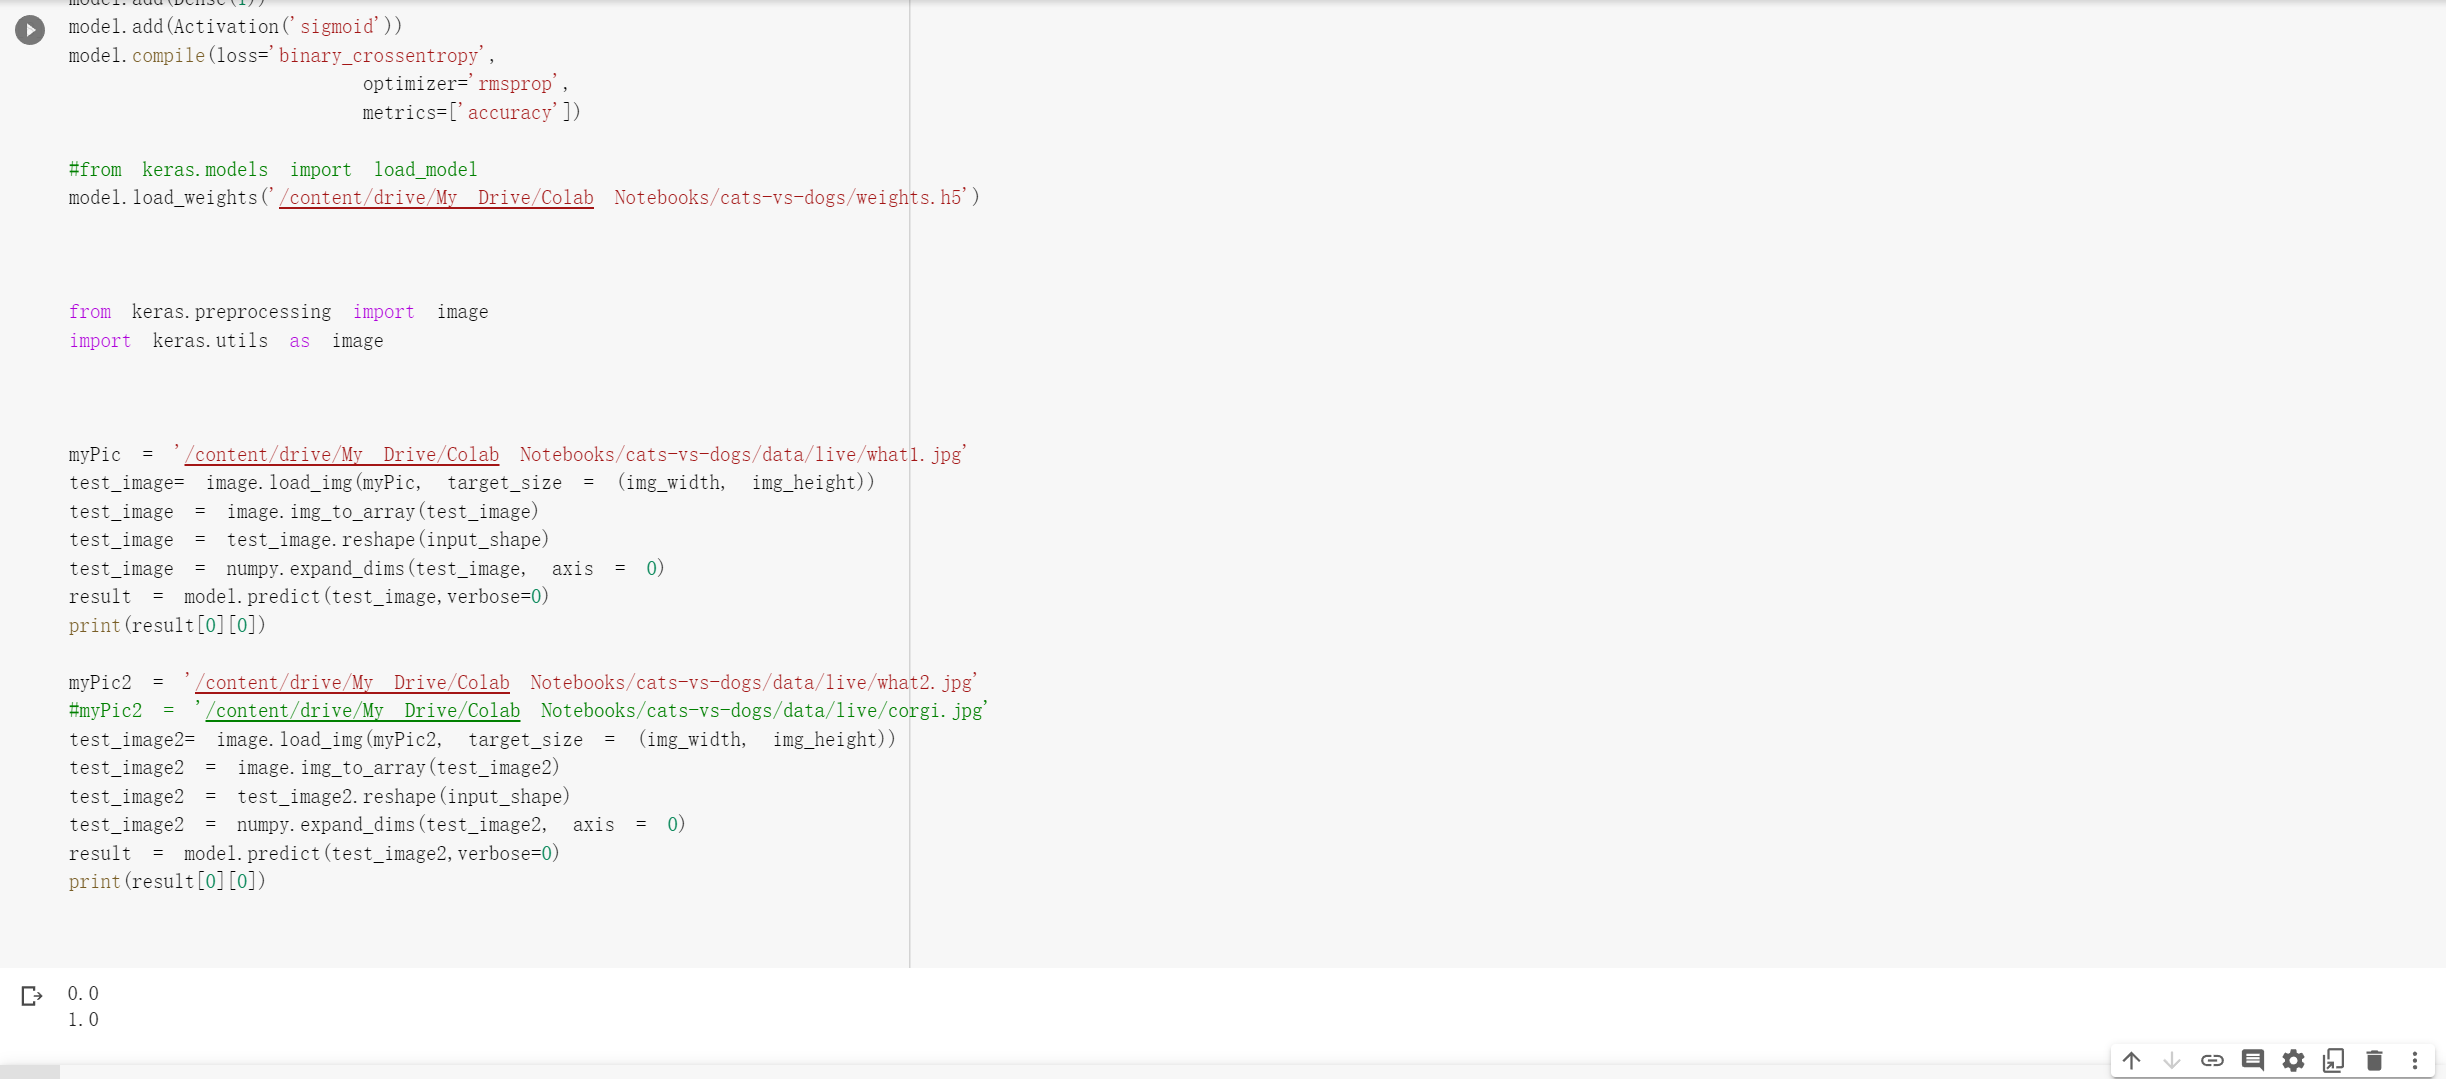 model.add(Dense(1))
model.add(Activation('sigmoid'))
model.compile(loss='binary_crossentropy',
optimizer='rmsprop',
metrics=['accuracy'])
#from keras.models import load_model
model.load_weights('/content/drive/My Drive/Colab Notebooks/cats-vs-dogs/weights.h5')
from keras.preprocessing import image
import keras.utils as image
myPic = '/content/drive/My Drive/Colab Notebooks/cats-vs-dogs/data/live/what1.jpg'
test_image= image.load_img(myPic, target_size = (img_width, img_height))
test_image = image.img_to_array(test_image)
test_image = test_image.reshape(input_shape)
test_image = numpy.expand_dims(test_image, axis = 0)
result = model.predict(test_image,verbose=0)
print(result[0][0])
myPic2 = '/content/drive/My Drive/Colab Notebooks/cats-vs-dogs/data/live/what2.jpg'
#myPic2 = '/content/drive/My Drive/Colab Notebooks/cats-vs-dogs/data/live/corgi.jpg'
test_image2= image.load_img(myPic2, target_size = (img_width, img_height))
test_image2 = image.img_to_array(test_image2)
test_image2 = test_image2.reshape(input_shape)
test_image2 = numpy.expand_dims(test_image2, axis = 0)
result = model.predict(test_image2,verbose=0)
print(result[0][0])
0.0
1.0